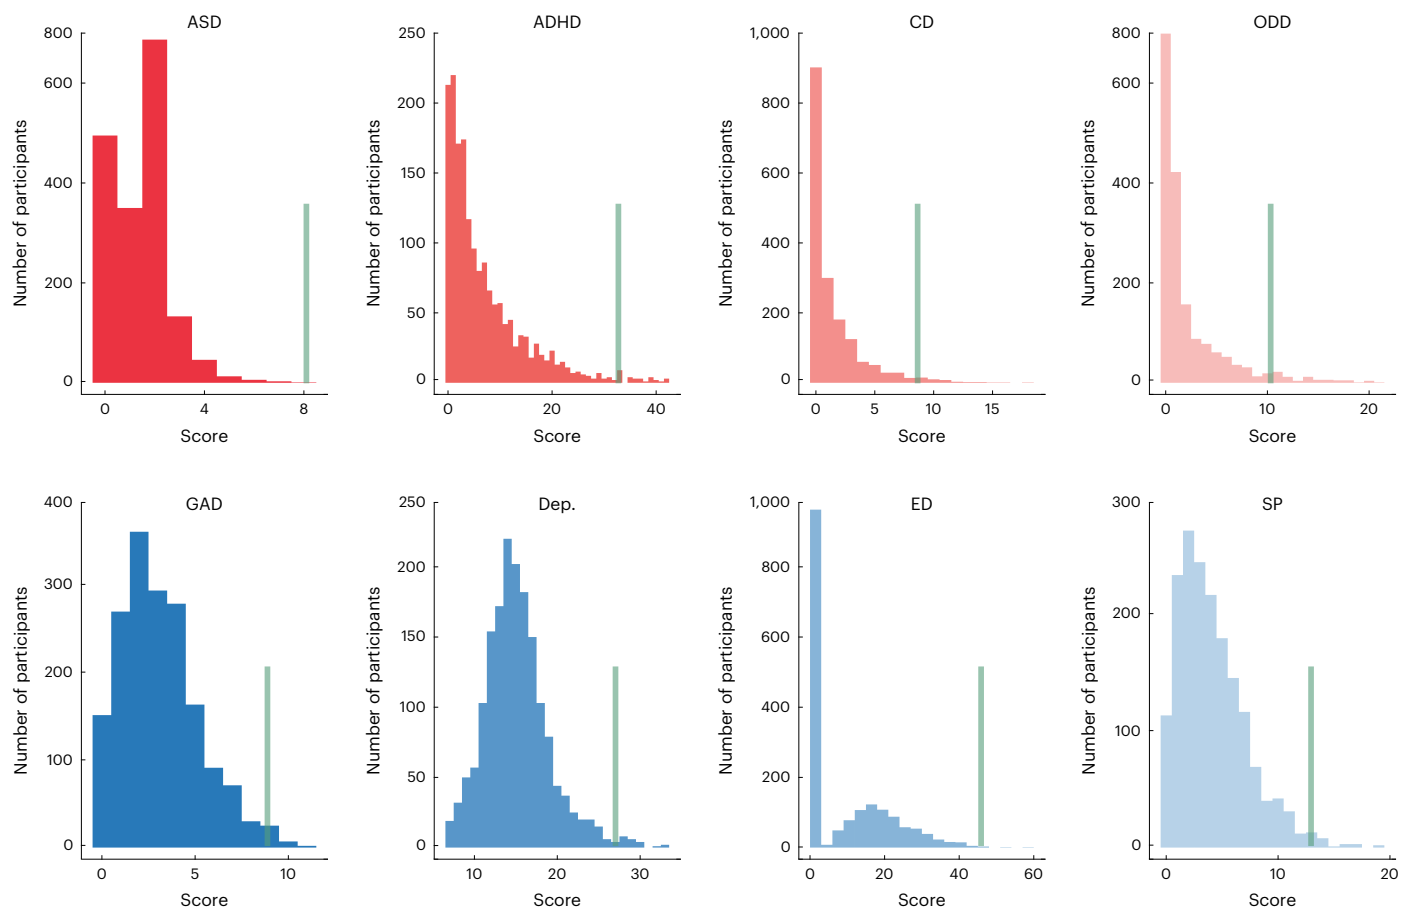 ASD
800
600
400
200
0
Number of participants
0 4 8
Score
ADHD
250
200
150
100
50
0
Number of participants
0 20 40
Score
CD
1,000
800
600
400
200
0
Number of participants
0 5 10 15
Score
ODD
800
600
400
200
0
Number of participants
0 10 20
Score
GAD
400
300
200
100
0
Number of participants
0 5 10
Score
Dep.
250
200
150
100
50
0
Number of participants
10 20 30
Score
ED
1,000
800
600
400
200
0
Number of participants
0 20 40 60
Score
SP
300
200
100
0
Number of participants
0 10 20
Score